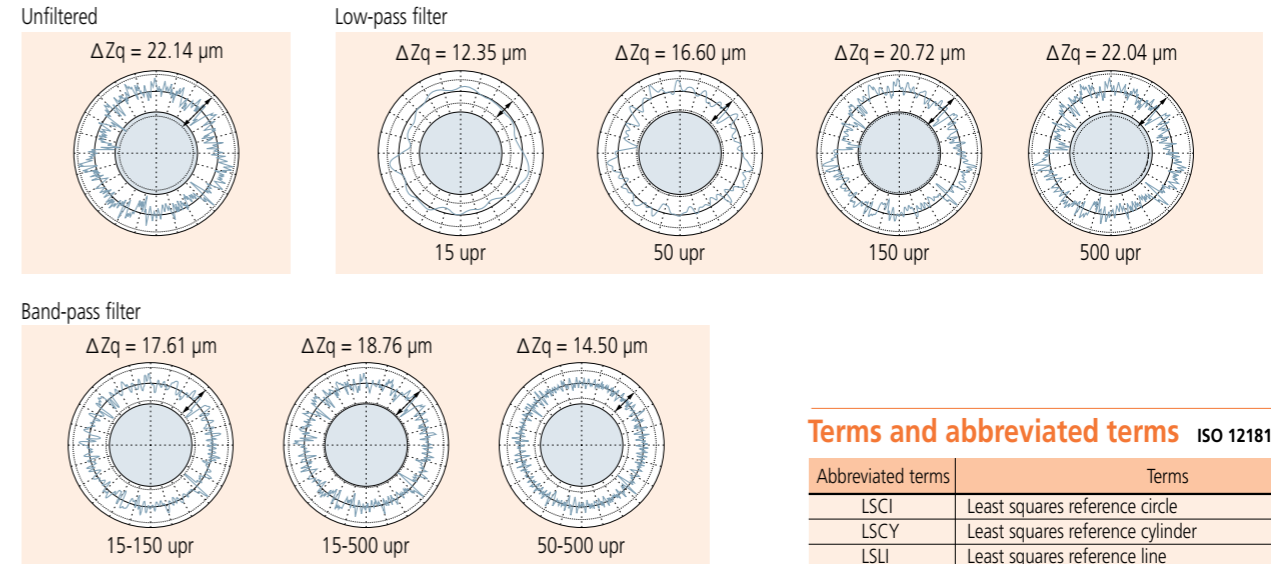 Unfiltered
Low-pass filter
ΔZq = 22.14 µm
ΔZq = 12.35 µm
ΔZq = 16.60 µm
ΔZq = 20.72 µm
ΔZq = 22.04 µm
15 upr
50 upr
150 upr
500 upr
Band-pass filter
ΔZq = 17.61 µm
ΔZq = 18.76 µm
ΔZq = 14.50 µm
15-150 upr
15-500 upr
50-500 upr
Terms and abbreviated terms ISO 12181
Abbreviated terms Terms
LSCI Least squares reference circle
LSCY Least squares reference cylinder
LSLI Least squares reference line